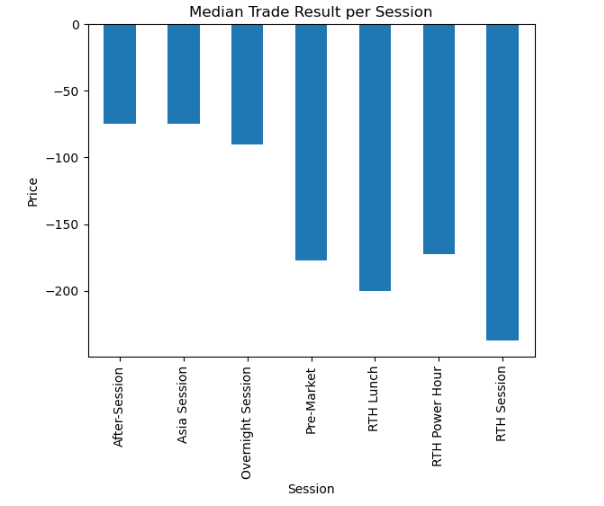 Median Trade Result per Session
0
−50
−100
−150
−200
Price
After-Session
Asia Session
Overnight Session
Pre-Market
RTH Lunch
RTH Power Hour
RTH Session
Session